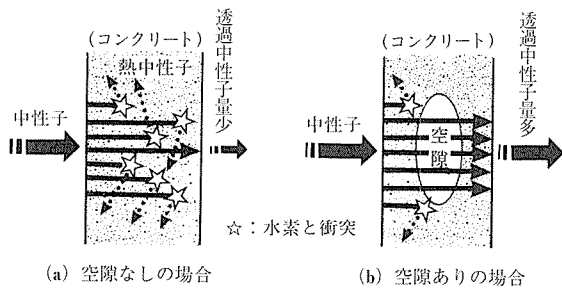 (コンクリート)
熱中性子
透過中性子量少
中性子
(a) 空隙なしの場合
☆：水素と衝突
(コンクリート)
透過中性子量多
中性子
空隙
(b) 空隙ありの場合